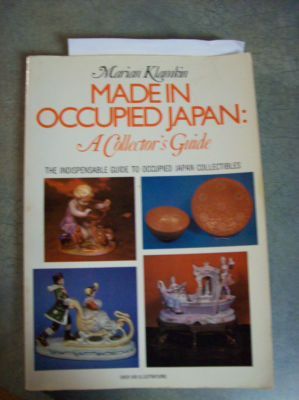 Marian Klamkin
MADE IN
OCCUPIED JAPAN:
A Collector's Guide
THE INDISPENSABLE GUIDE TO OCCUPIED JAPAN COLLECTIBLES